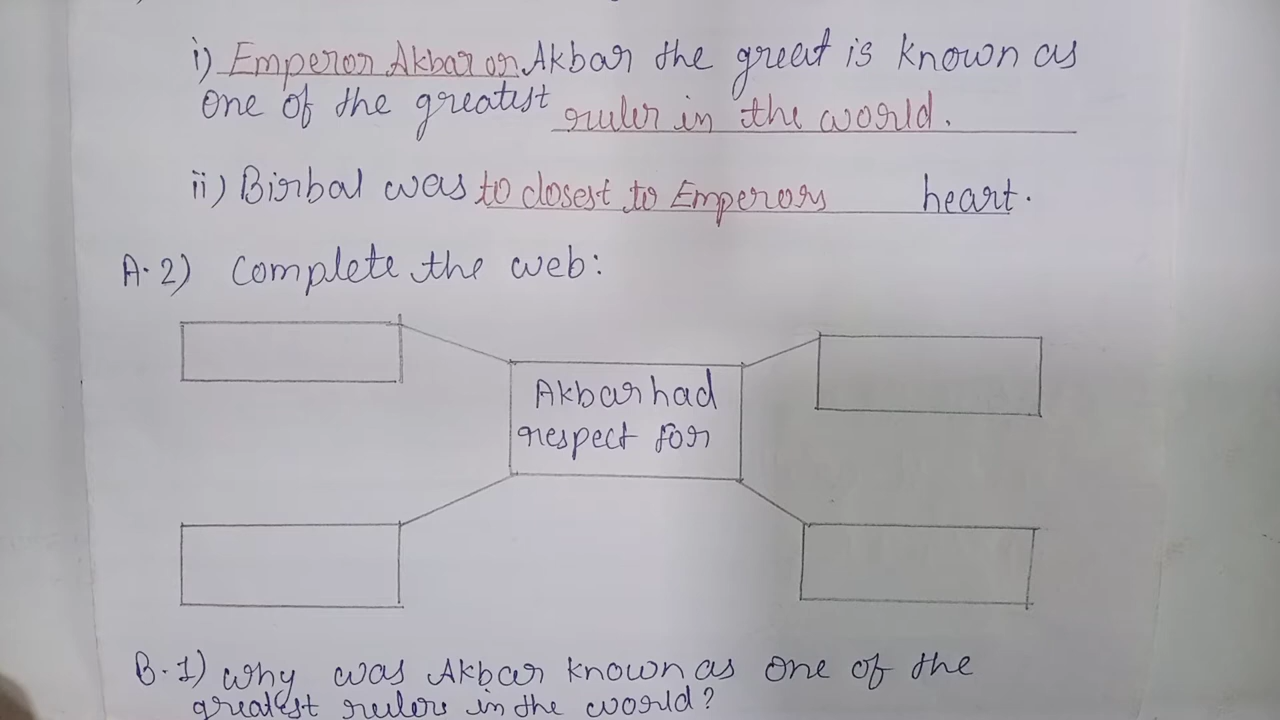 i) Emperor Akbar or Akbar the great is known as
one of the greatest ruler in the world.
ii) Birbal was to closest to Emperors heart.
A.2) Complete the web:
Akbar had
respect for
B.1) Why was Akbar known as one of the
greatest rulers in the world?